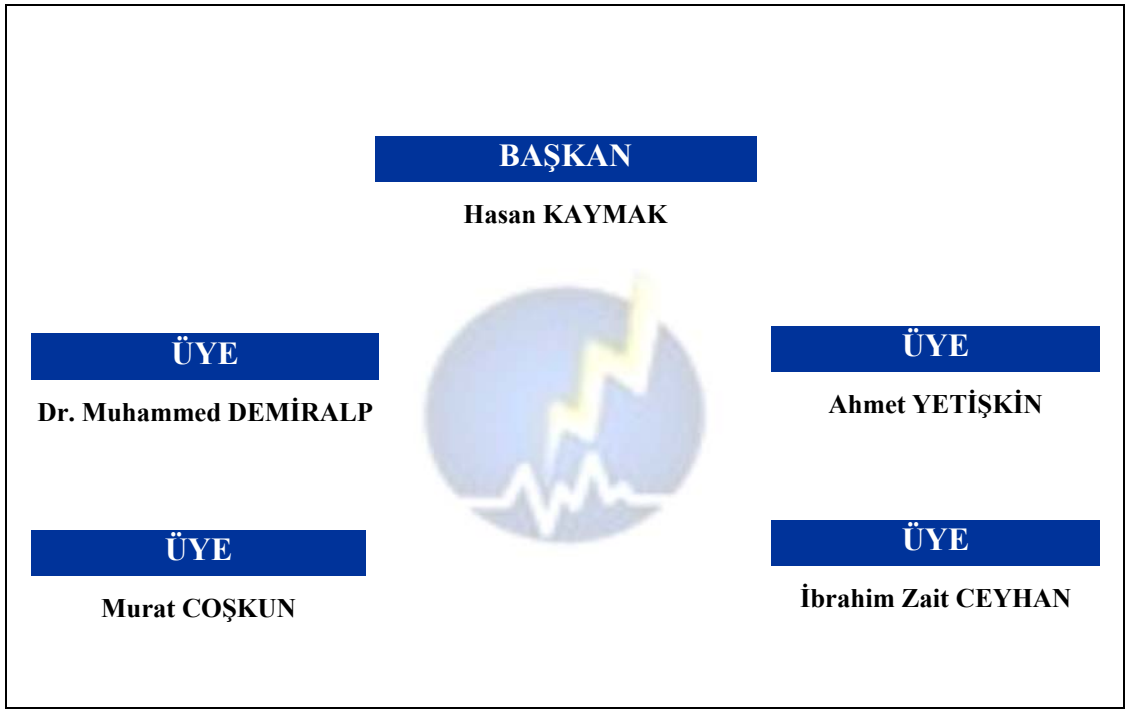 BAŞKAN
Hasan KAYMAK
ÜYE
Dr. Muhammed DEMİRALP
ÜYE
Ahmet YETİŞKİN
ÜYE
Murat COŞKUN
ÜYE
İbrahim Zait CEYHAN